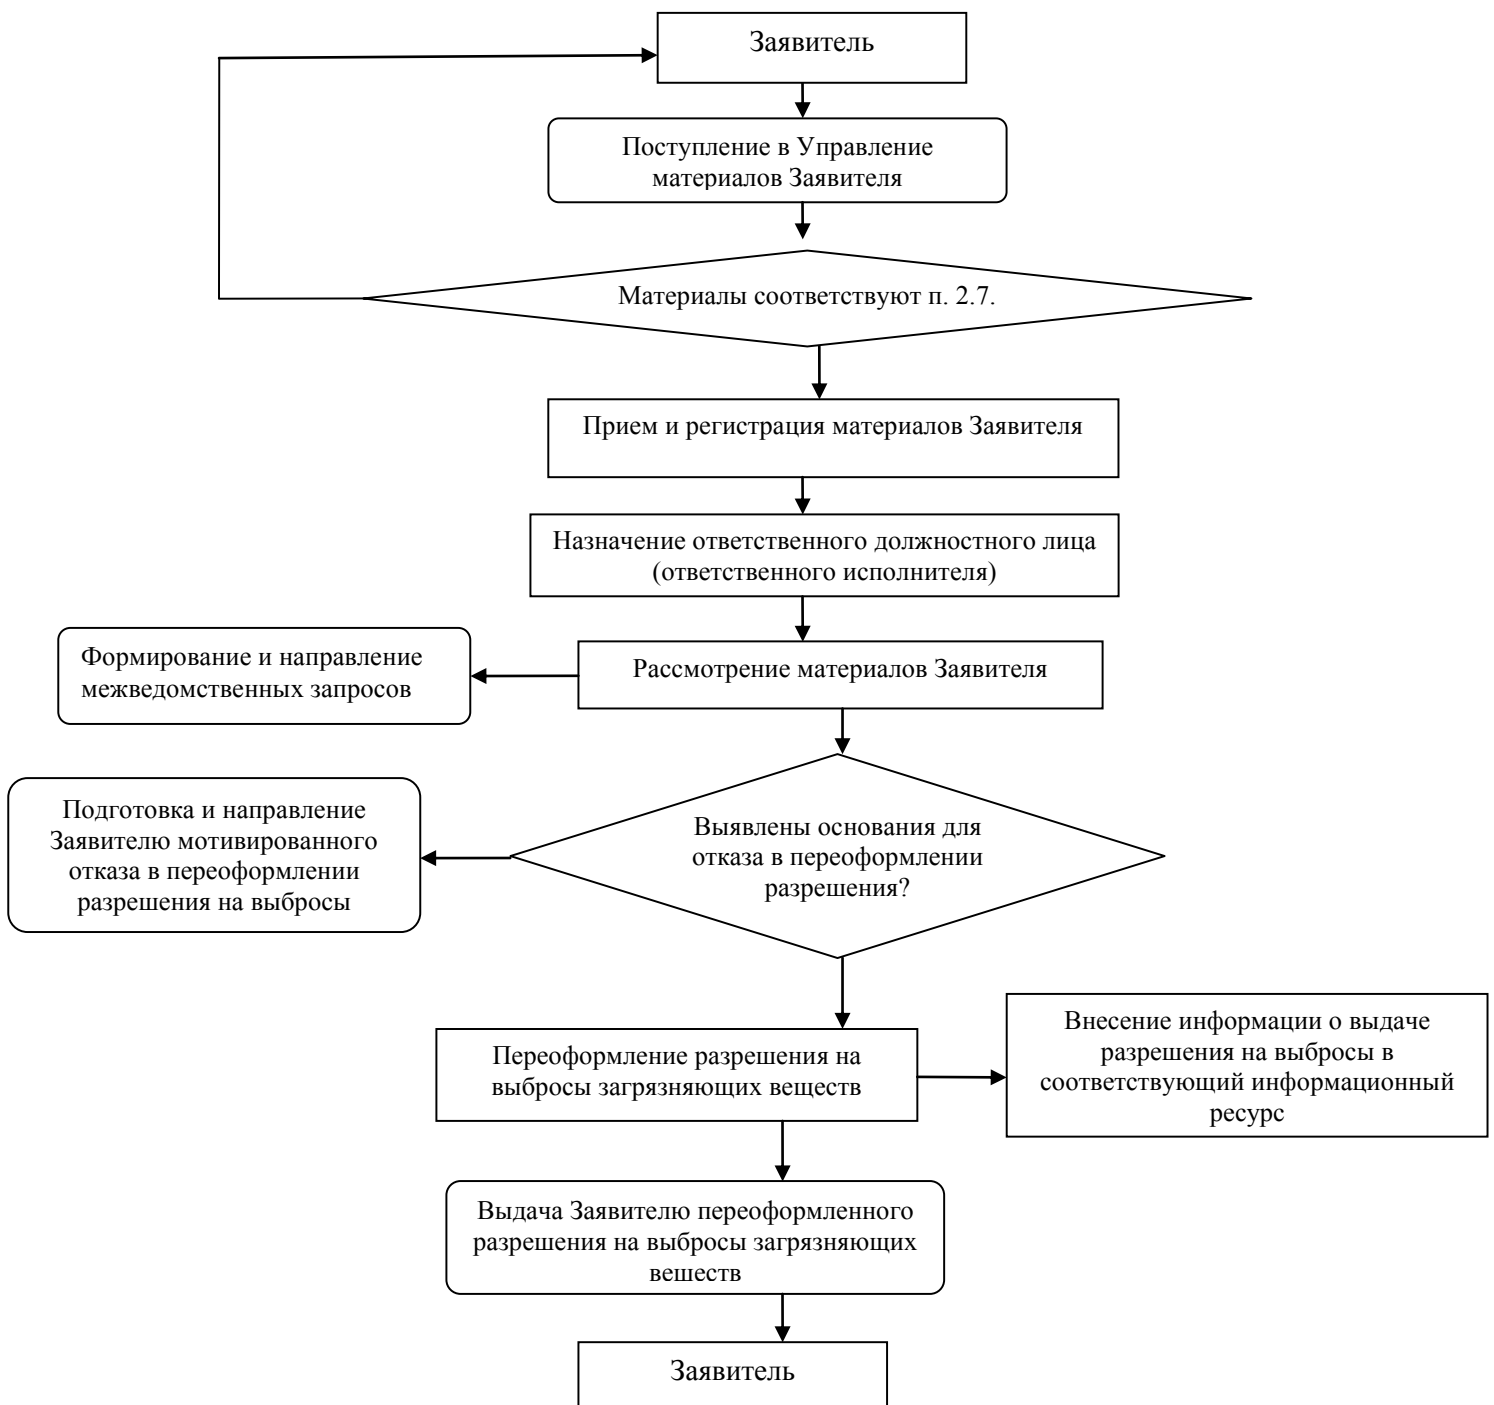 Заявитель
Поступление в Управление
материалов Заявителя
Материалы соответствуют п. 2.7.
Прием и регистрация материалов Заявителя
Назначение ответственного должностного лица
(ответственного исполнителя)
Формирование и направление
межведомственных запросов
Рассмотрение материалов Заявителя
Подготовка и направление
Заявителю мотивированного
отказа в переоформлении
разрешения на выбросы
Выявлены основания для
отказа в переоформлении
разрешения?
Переоформление разрешения на
выбросы загрязняющих веществ
Внесение информации о выдаче
разрешения на выбросы в
соответствующий информационный
ресурс
Выдача Заявителю переоформленного
разрешения на выбросы загрязняющих
веществ
Заявитель